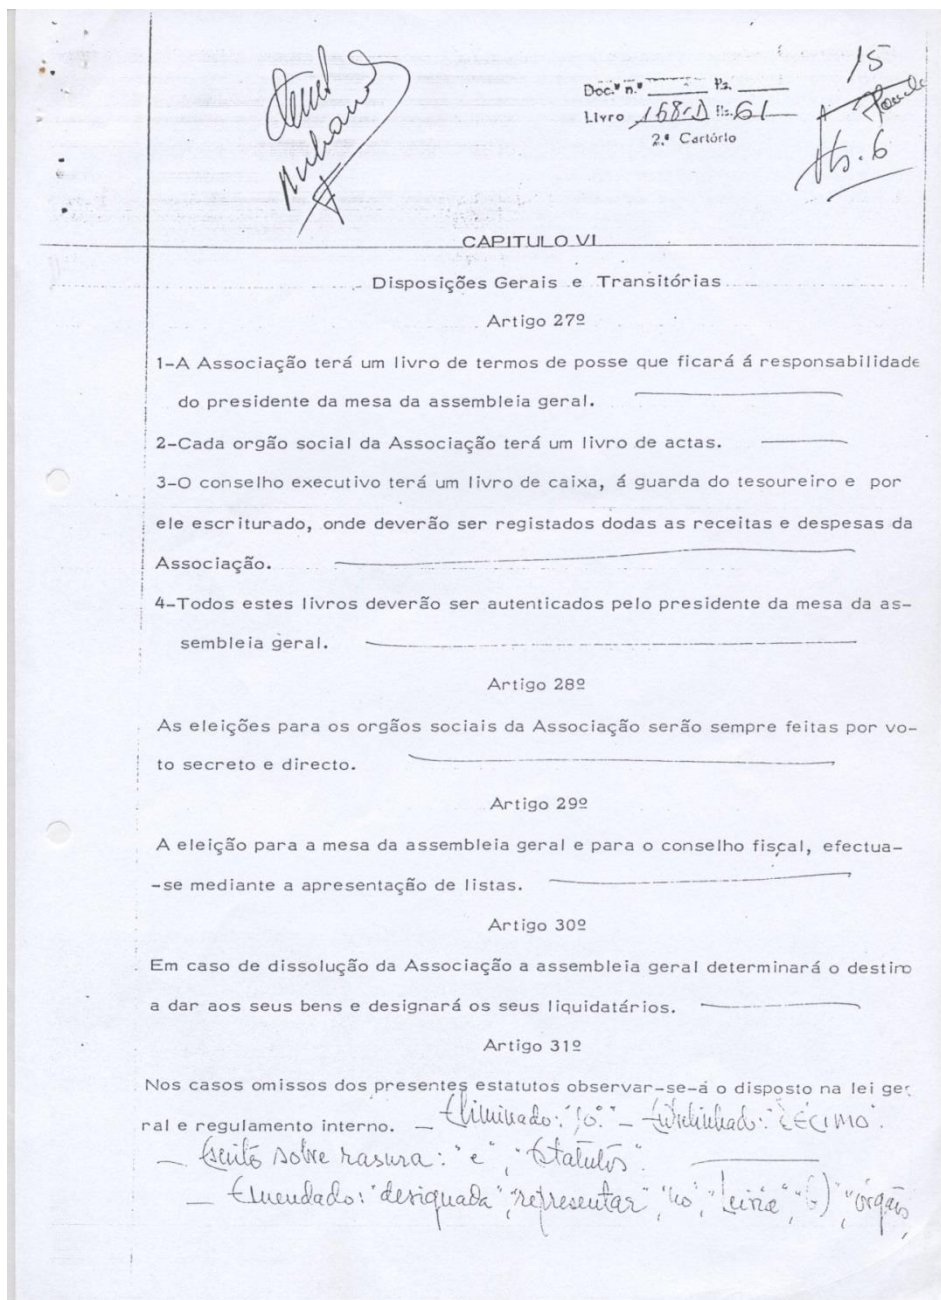 15
Doc.º n.º Fls.
Livro 168-D Fls. 61
2.º Cartório
fls. 6
CAPITULO VI
Disposições Gerais e Transitórias
Artigo 27º
1-A Associação terá um livro de termos de posse que ficará á responsabilidade
do presidente da mesa da assembleia geral.
2-Cada orgão social da Associação terá um livro de actas.
3-O conselho executivo terá um livro de caixa, á guarda do tesoureiro e por
ele escriturado, onde deverão ser registados dodas as receitas e despesas da
Associação.
4-Todos estes livros deverão ser autenticados pelo presidente da mesa da as-
sembleia geral.
Artigo 28º
As eleições para os orgãos sociais da Associação serão sempre feitas por vo-
to secreto e directo.
Artigo 29º
A eleição para a mesa da assembleia geral e para o conselho fiscal, efectua-
-se mediante a apresentação de listas.
Artigo 30º
Em caso de dissolução da Associação a assembleia geral determinará o destino
a dar aos seus bens e designará os seus liquidatários.
Artigo 31º
Nos casos omissos dos presentes estatutos observar-se-á o disposto na lei ge-
ral e regulamento interno. — Eliminado: — Entrelinhado: "DÉCIMO".
— Escrito sobre rasura: "e", "Estatutos".
— Emendado: "designada", "representar", "no", "Leiria", "b)", "órgão,